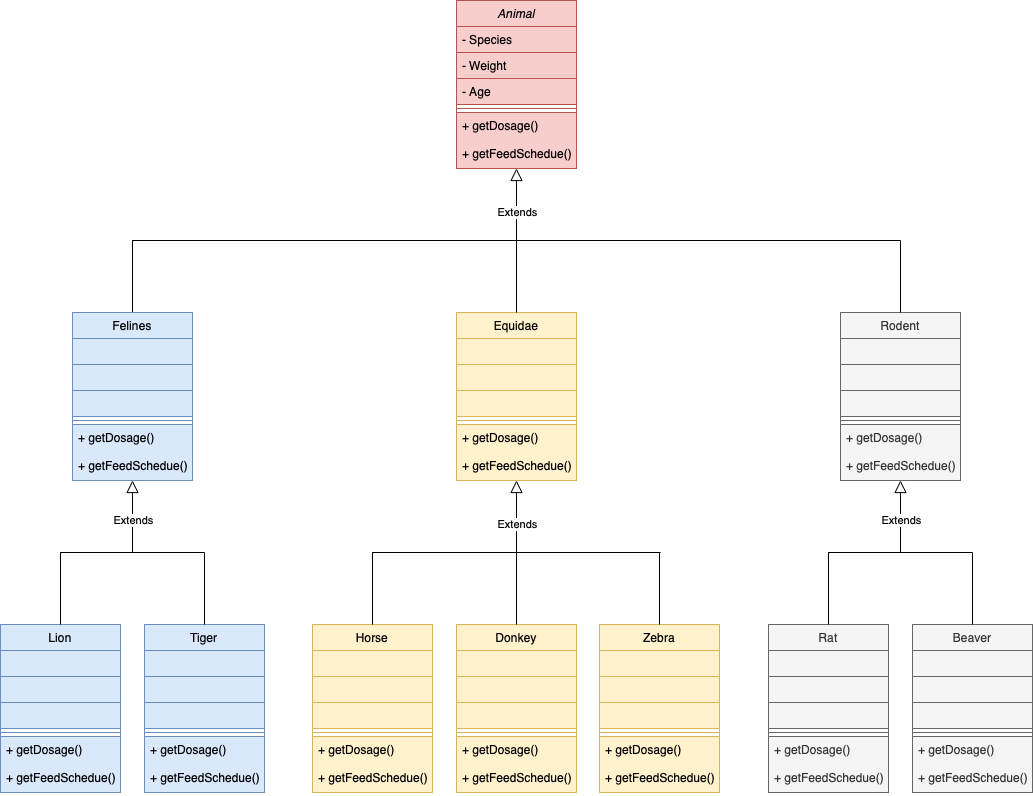 Animal
- Species
- Weight
- Age
+ getDosage()
+ getFeedSchedue()
Extends
Felines
+ getDosage()
+ getFeedSchedue()
Equidae
+ getDosage()
+ getFeedSchedue()
Rodent
+ getDosage()
+ getFeedSchedue()
Extends
Extends
Extends
Lion
+ getDosage()
+ getFeedSchedue()
Tiger
+ getDosage()
+ getFeedSchedue()
Horse
+ getDosage()
+ getFeedSchedue()
Donkey
+ getDosage()
+ getFeedSchedue()
Zebra
+ getDosage()
+ getFeedSchedue()
Rat
+ getDosage()
+ getFeedSchedue()
Beaver
+ getDosage()
+ getFeedSchedue()